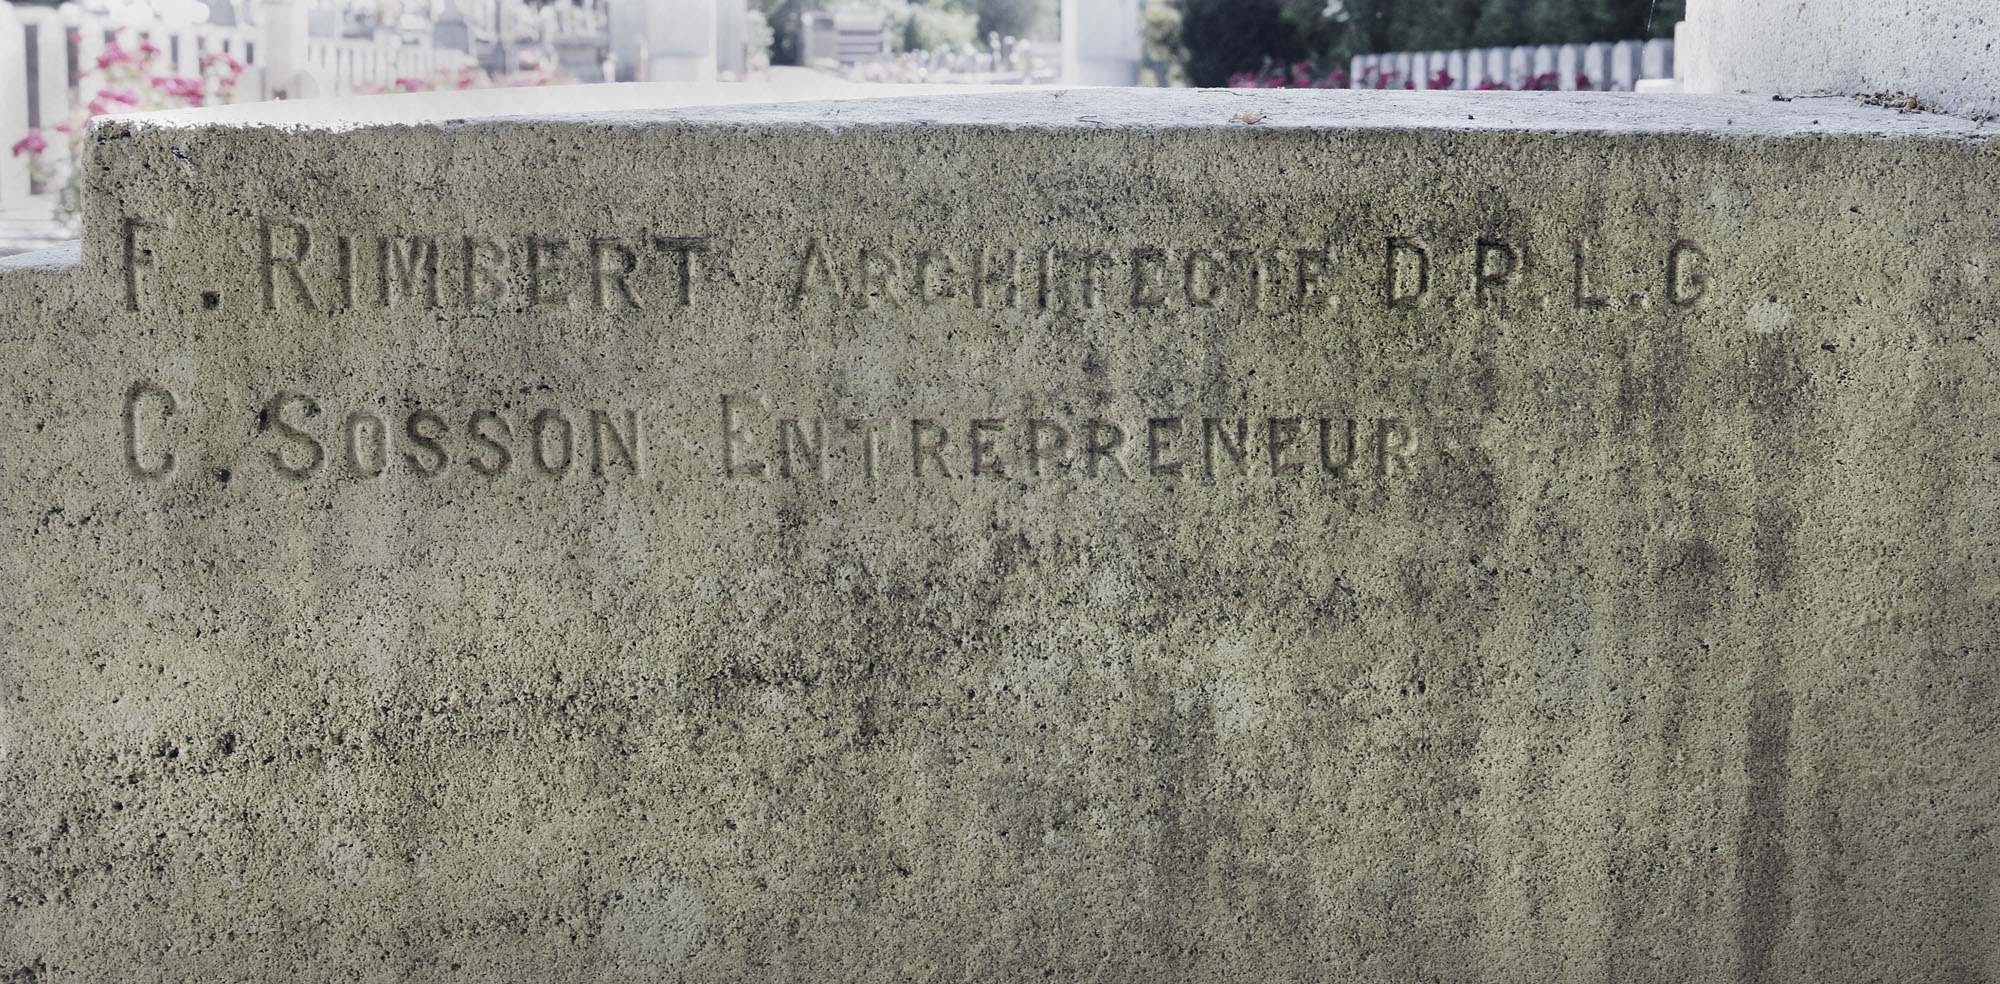 F. RIMBERT ARCHITECTE D.P.L.G
C. SOSSON ENTREPRENEUR